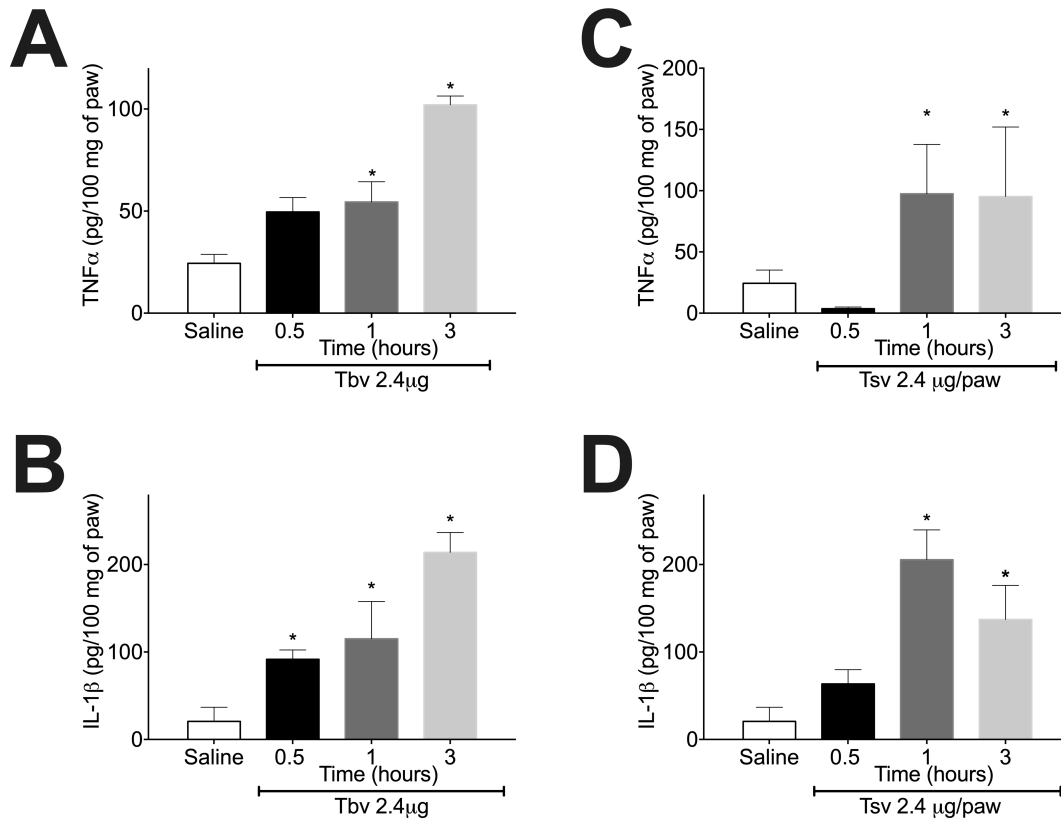 A
TNFα (pg/100 mg of paw)
100
50
0
*
*
Saline 0.5 1 3
Time (hours)
Tbv 2.4μg
C
TNFα (pg/100 mg of paw)
200
150
100
50
0
* *
Saline 0.5 1 3
Time (hours)
Tsv 2.4 μg/paw
B
IL-1β (pg/100 mg of paw)
200
100
0
*
*
*
Saline 0.5 1 3
Time (hours)
Tbv 2.4μg
D
IL-1β (pg/100 mg of paw)
200
100
0
*
*
Saline 0.5 1 3
Time (hours)
Tsv 2.4 μg/paw